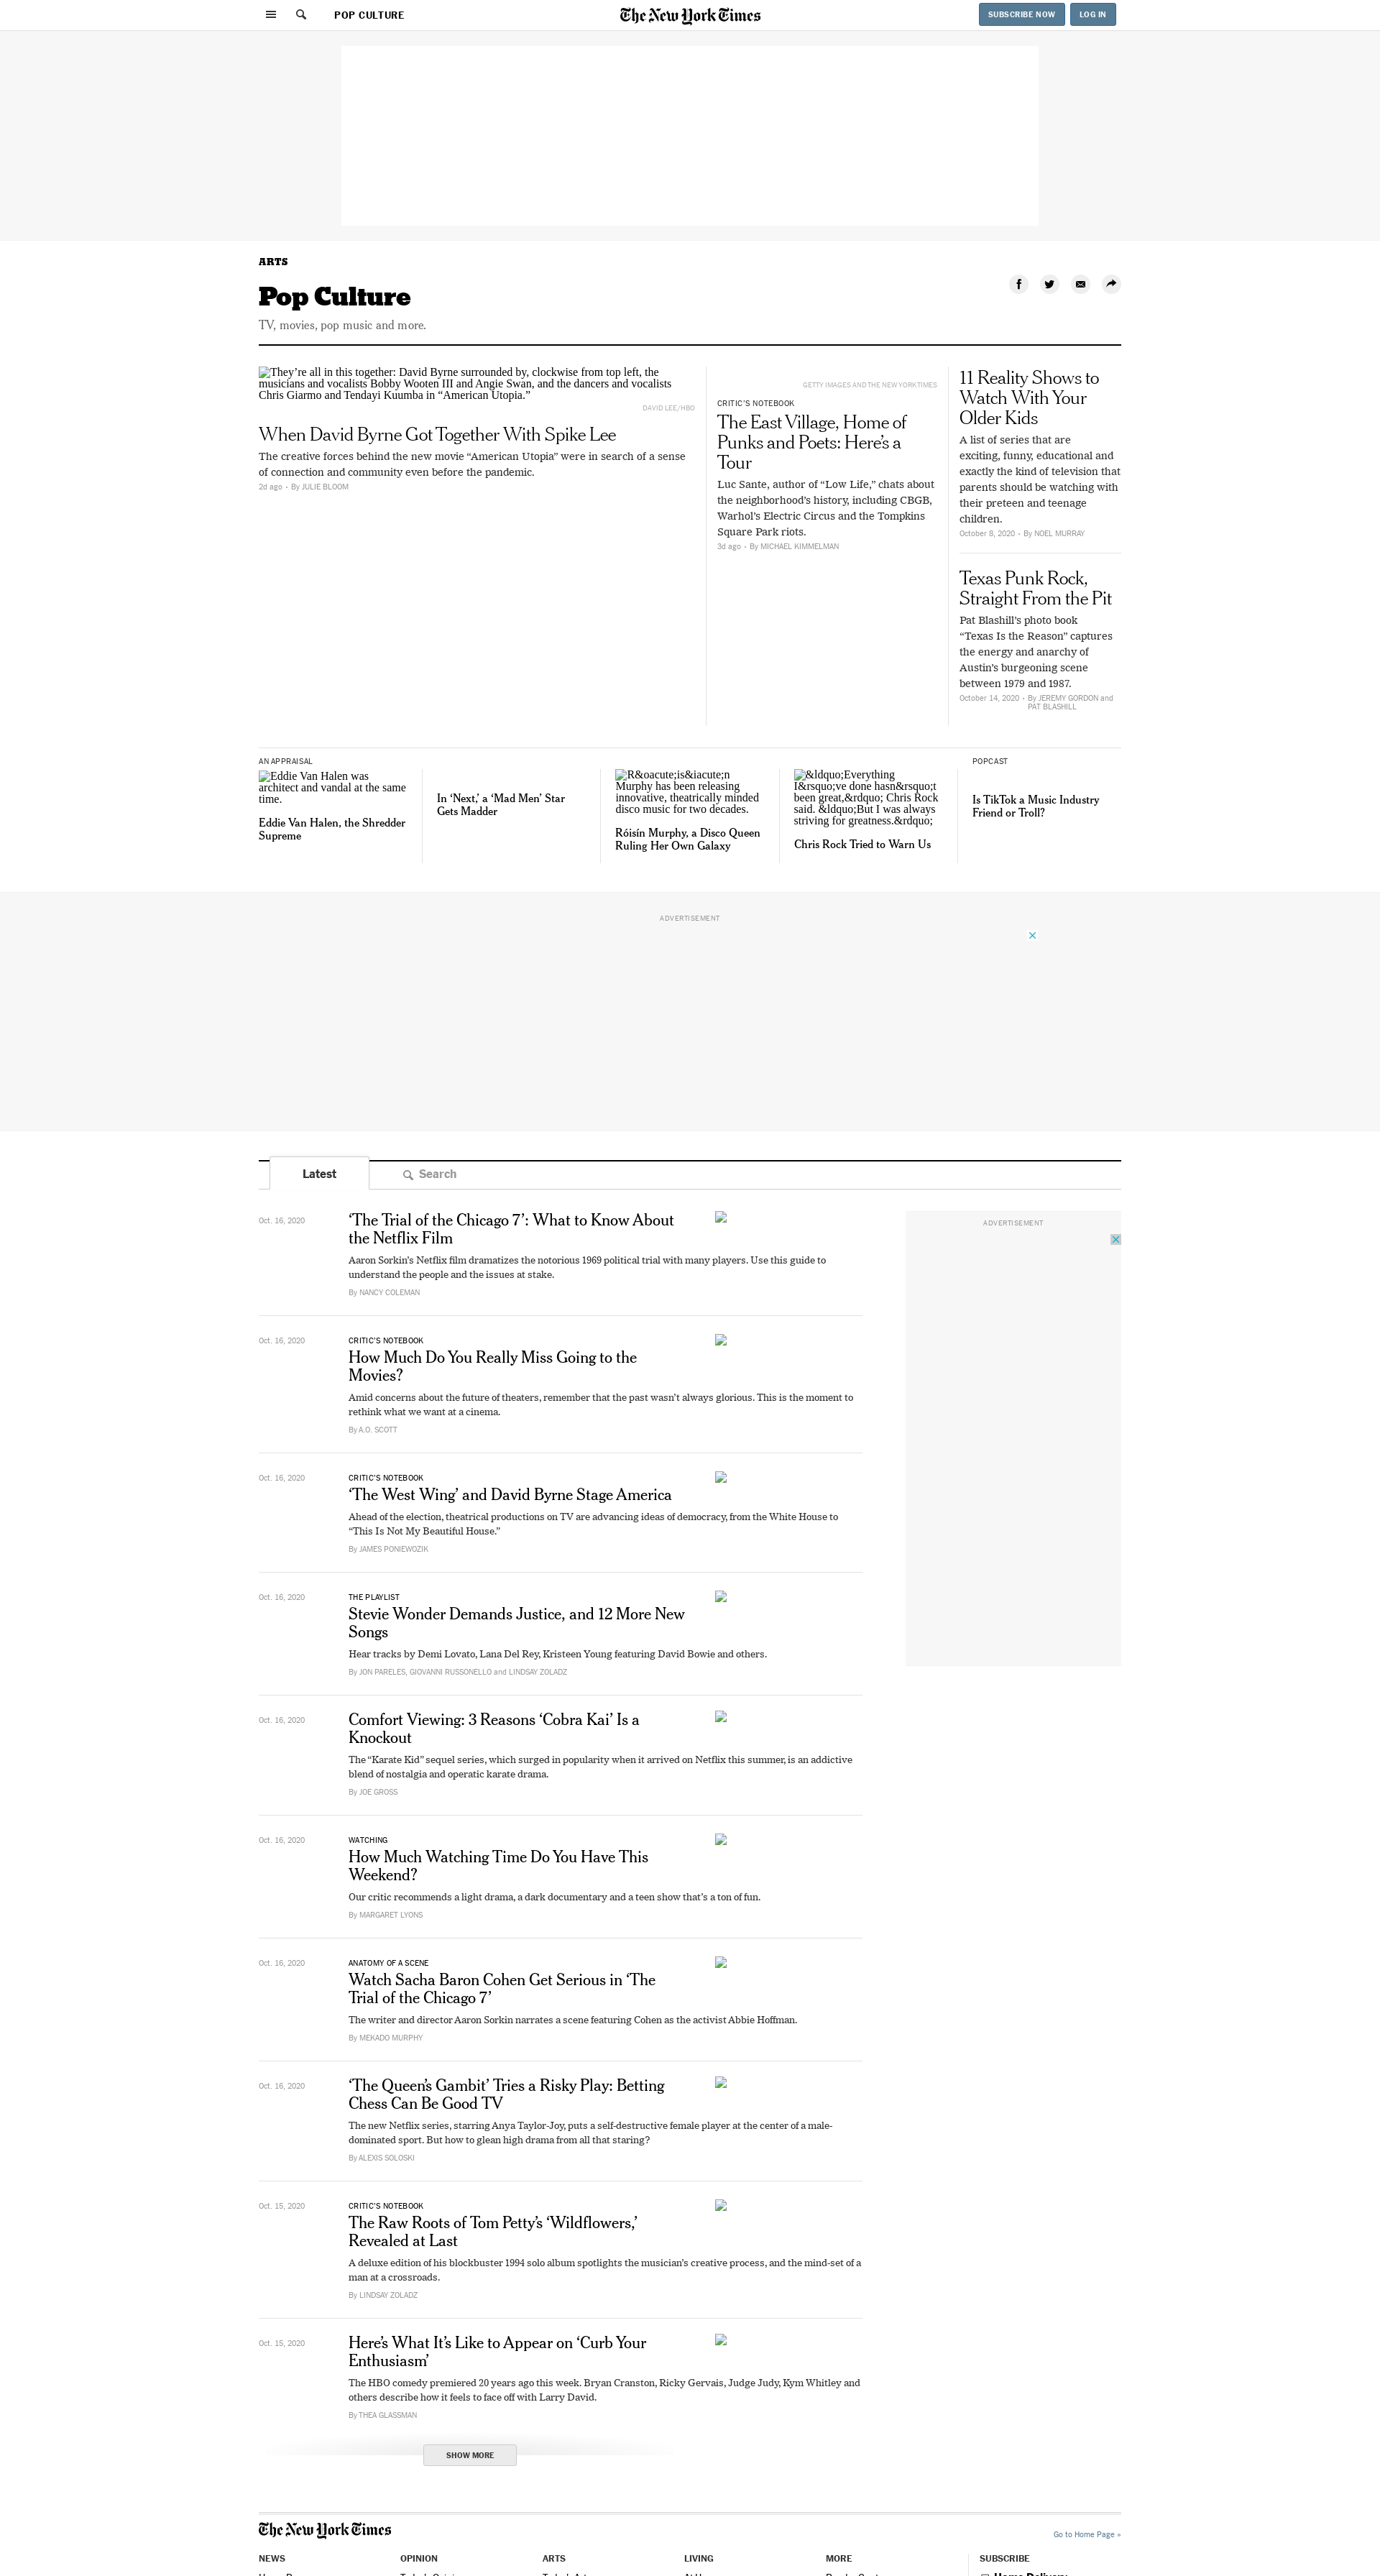 POP CULTURE
The New York Times
SUBSCRIBE NOW
LOG IN
ARTS
Pop Culture
TV, movies, pop music and more.
They’re all in this together: David Byrne surrounded by, clockwise from top left, the
musicians and vocalists Bobby Wooten III and Angie Swan, and the dancers and vocalists
Chris Giarmo and Tendayi Kuumba in “American Utopia.”
DAVID LEE/HBO
When David Byrne Got Together With Spike Lee
The creative forces behind the new movie “American Utopia” were in search of a sense
of connection and community even before the pandemic.
2d ago • By JULIE BLOOM
GETTY IMAGES AND THE NEW YORK TIMES
CRITIC’S NOTEBOOK
The East Village, Home of
Punks and Poets: Here’s a
Tour
Luc Sante, author of “Low Life,” chats about
the neighborhood’s history, including CBGB,
Warhol’s Electric Circus and the Tompkins
Square Park riots.
3d ago • By MICHAEL KIMMELMAN
11 Reality Shows to
Watch With Your
Older Kids
A list of series that are
exciting, funny, educational and
exactly the kind of television that
parents should be watching with
their preteen and teenage
children.
October 8, 2020 • By NOEL MURRAY
Texas Punk Rock,
Straight From the Pit
Pat Blashill’s photo book
“Texas Is the Reason” captures
the energy and anarchy of
Austin’s burgeoning scene
between 1979 and 1987.
October 14, 2020 • By JEREMY GORDON and
PAT BLASHILL
AN APPRAISAL
Eddie Van Halen was
architect and vandal at the same
time.
Eddie Van Halen, the Shredder
Supreme
In ‘Next,’ a ‘Mad Men’ Star
Gets Madder
R&oacute;is&iacute;n
Murphy has been releasing
innovative, theatrically minded
disco music for two decades.
Róisín Murphy, a Disco Queen
Ruling Her Own Galaxy
&ldquo;Everything
I&rsquo;ve done hasn&rsquo;t
been great,&rdquo; Chris Rock
said. &ldquo;But I was always
striving for greatness.&rdquo;
Chris Rock Tried to Warn Us
POPCAST
Is TikTok a Music Industry
Friend or Troll?
ADVERTISEMENT
Latest
Search
ADVERTISEMENT
Oct. 16, 2020
‘The Trial of the Chicago 7’: What to Know About
the Netflix Film
Aaron Sorkin’s Netflix film dramatizes the notorious 1969 political trial with many players. Use this guide to
understand the people and the issues at stake.
By NANCY COLEMAN
Oct. 16, 2020
CRITIC’S NOTEBOOK
How Much Do You Really Miss Going to the
Movies?
Amid concerns about the future of theaters, remember that the past wasn’t always glorious. This is the moment to
rethink what we want at a cinema.
By A.O. SCOTT
Oct. 16, 2020
CRITIC’S NOTEBOOK
‘The West Wing’ and David Byrne Stage America
Ahead of the election, theatrical productions on TV are advancing ideas of democracy, from the White House to
“This Is Not My Beautiful House.”
By JAMES PONIEWOZIK
Oct. 16, 2020
THE PLAYLIST
Stevie Wonder Demands Justice, and 12 More New
Songs
Hear tracks by Demi Lovato, Lana Del Rey, Kristeen Young featuring David Bowie and others.
By JON PARELES, GIOVANNI RUSSONELLO and LINDSAY ZOLADZ
Oct. 16, 2020
Comfort Viewing: 3 Reasons ‘Cobra Kai’ Is a
Knockout
The “Karate Kid” sequel series, which surged in popularity when it arrived on Netflix this summer, is an addictive
blend of nostalgia and operatic karate drama.
By JOE GROSS
Oct. 16, 2020
WATCHING
How Much Watching Time Do You Have This
Weekend?
Our critic recommends a light drama, a dark documentary and a teen show that’s a ton of fun.
By MARGARET LYONS
Oct. 16, 2020
ANATOMY OF A SCENE
Watch Sacha Baron Cohen Get Serious in ‘The
Trial of the Chicago 7’
The writer and director Aaron Sorkin narrates a scene featuring Cohen as the activist Abbie Hoffman.
By MEKADO MURPHY
Oct. 16, 2020
‘The Queen’s Gambit’ Tries a Risky Play: Betting
Chess Can Be Good TV
The new Netflix series, starring Anya Taylor-Joy, puts a self-destructive female player at the center of a male-
dominated sport. But how to glean high drama from all that staring?
By ALEXIS SOLOSKI
Oct. 15, 2020
CRITIC’S NOTEBOOK
The Raw Roots of Tom Petty’s ‘Wildflowers,’
Revealed at Last
A deluxe edition of his blockbuster 1994 solo album spotlights the musician’s creative process, and the mind-set of a
man at a crossroads.
By LINDSAY ZOLADZ
Oct. 15, 2020
Here’s What It’s Like to Appear on ‘Curb Your
Enthusiasm’
The HBO comedy premiered 20 years ago this week. Bryan Cranston, Ricky Gervais, Judge Judy, Kym Whitley and
others describe how it feels to face off with Larry David.
By THEA GLASSMAN
SHOW MORE
The New York Times
Go to Home Page »
NEWS
OPINION
ARTS
LIVING
MORE
SUBSCRIBE